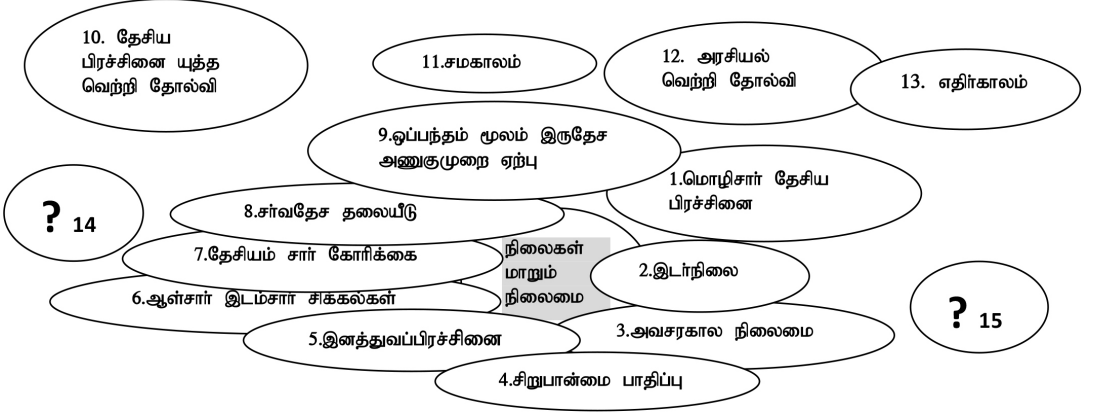 10. தேசிய
பிரச்சினை யுத்த
வெற்றி தோல்வி
11.சமகாலம்
12. அரசியல்
வெற்றி தோல்வி
13. எதிர்காலம்
9.ஒப்பந்தம் மூலம் இருதேச
அணுகுமுறை ஏற்பு
1.மொழிசார் தேசிய
பிரச்சினை
? 14
8.சர்வதேச தலையீடு
7.தேசியம் சார் கோரிக்கை
நிலைகள்
மாறும்
நிலைமை
2.இடர்நிலை
6.ஆள்சார் இடம்சார் சிக்கல்கள்
? 15
5.இனத்துவப்பிரச்சினை
3.அவசரகால நிலைமை
4.சிறுபான்மை பாதிப்பு